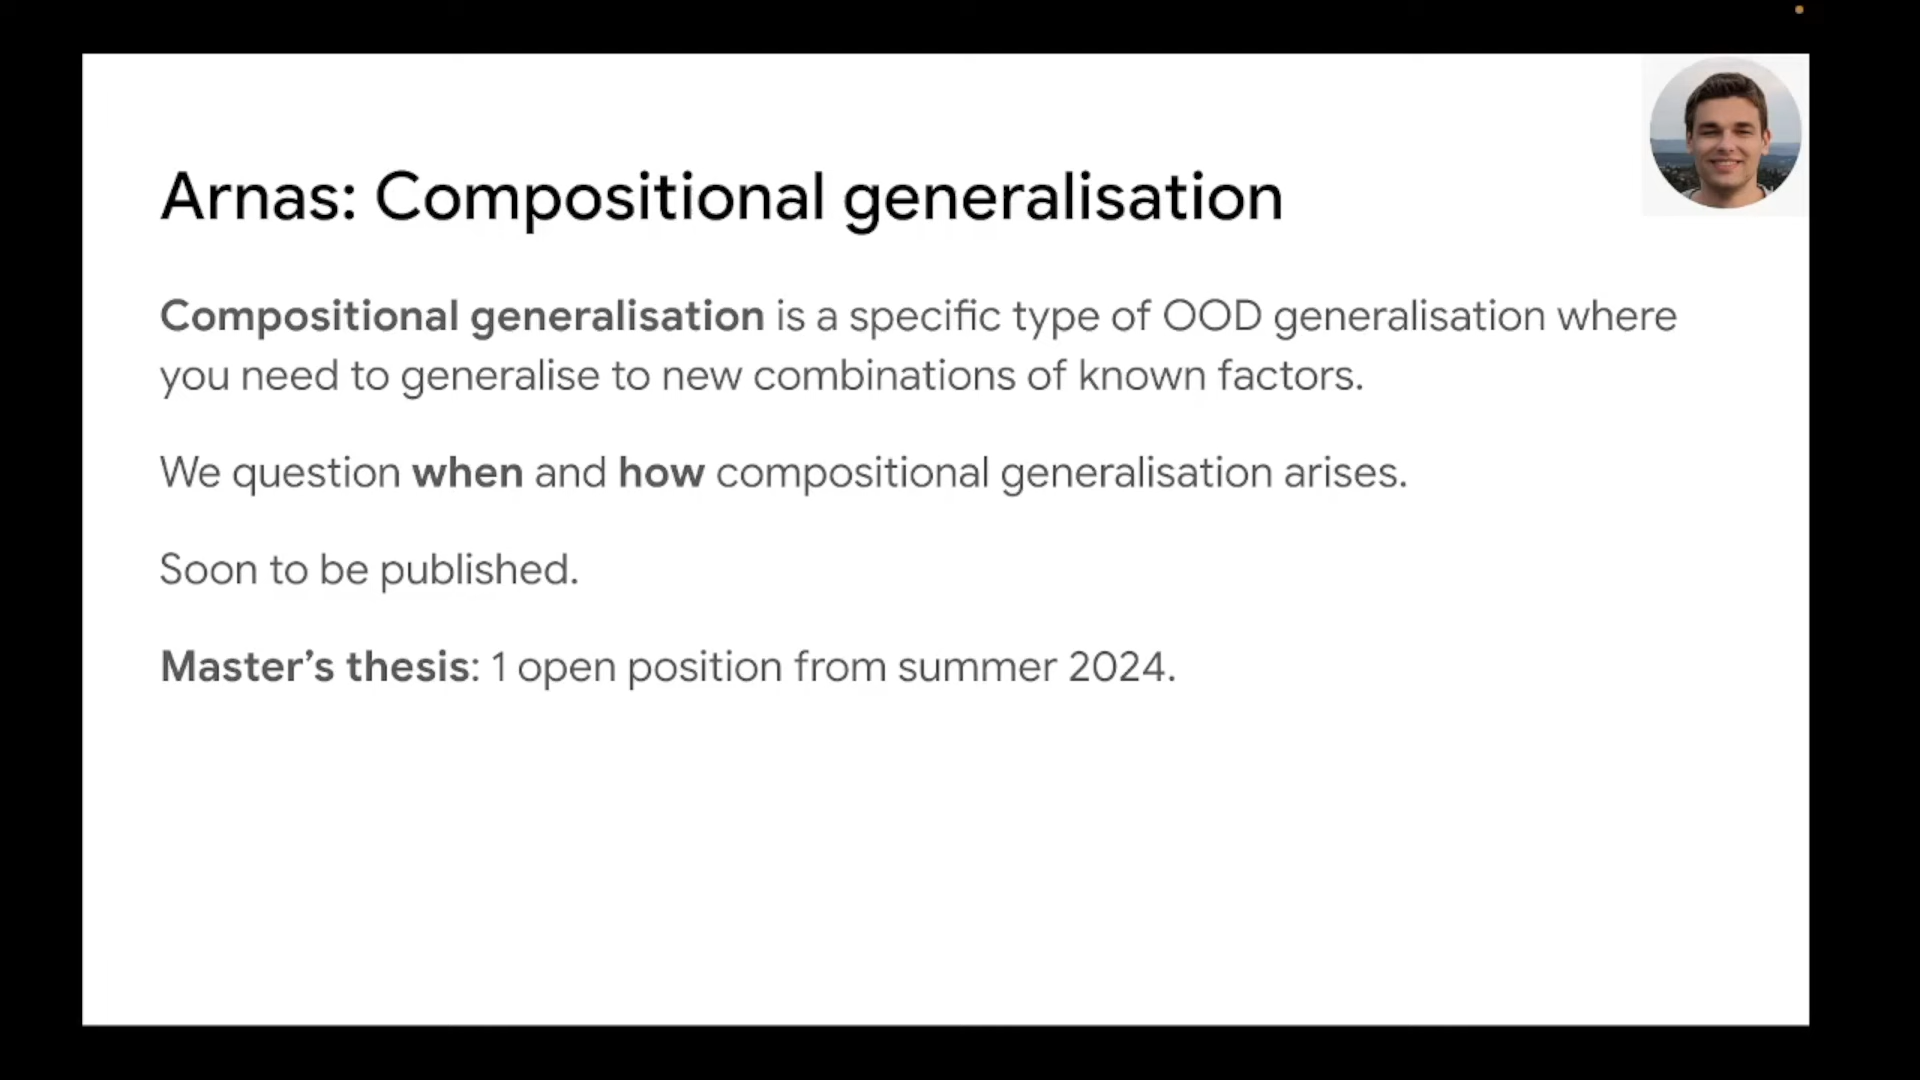 Arnas: Compositional generalisation
Compositional generalisation is a specific type of OOD generalisation where
you need to generalise to new combinations of known factors.
We question when and how compositional generalisation arises.
Soon to be published.
Master’s thesis: 1 open position from summer 2024.